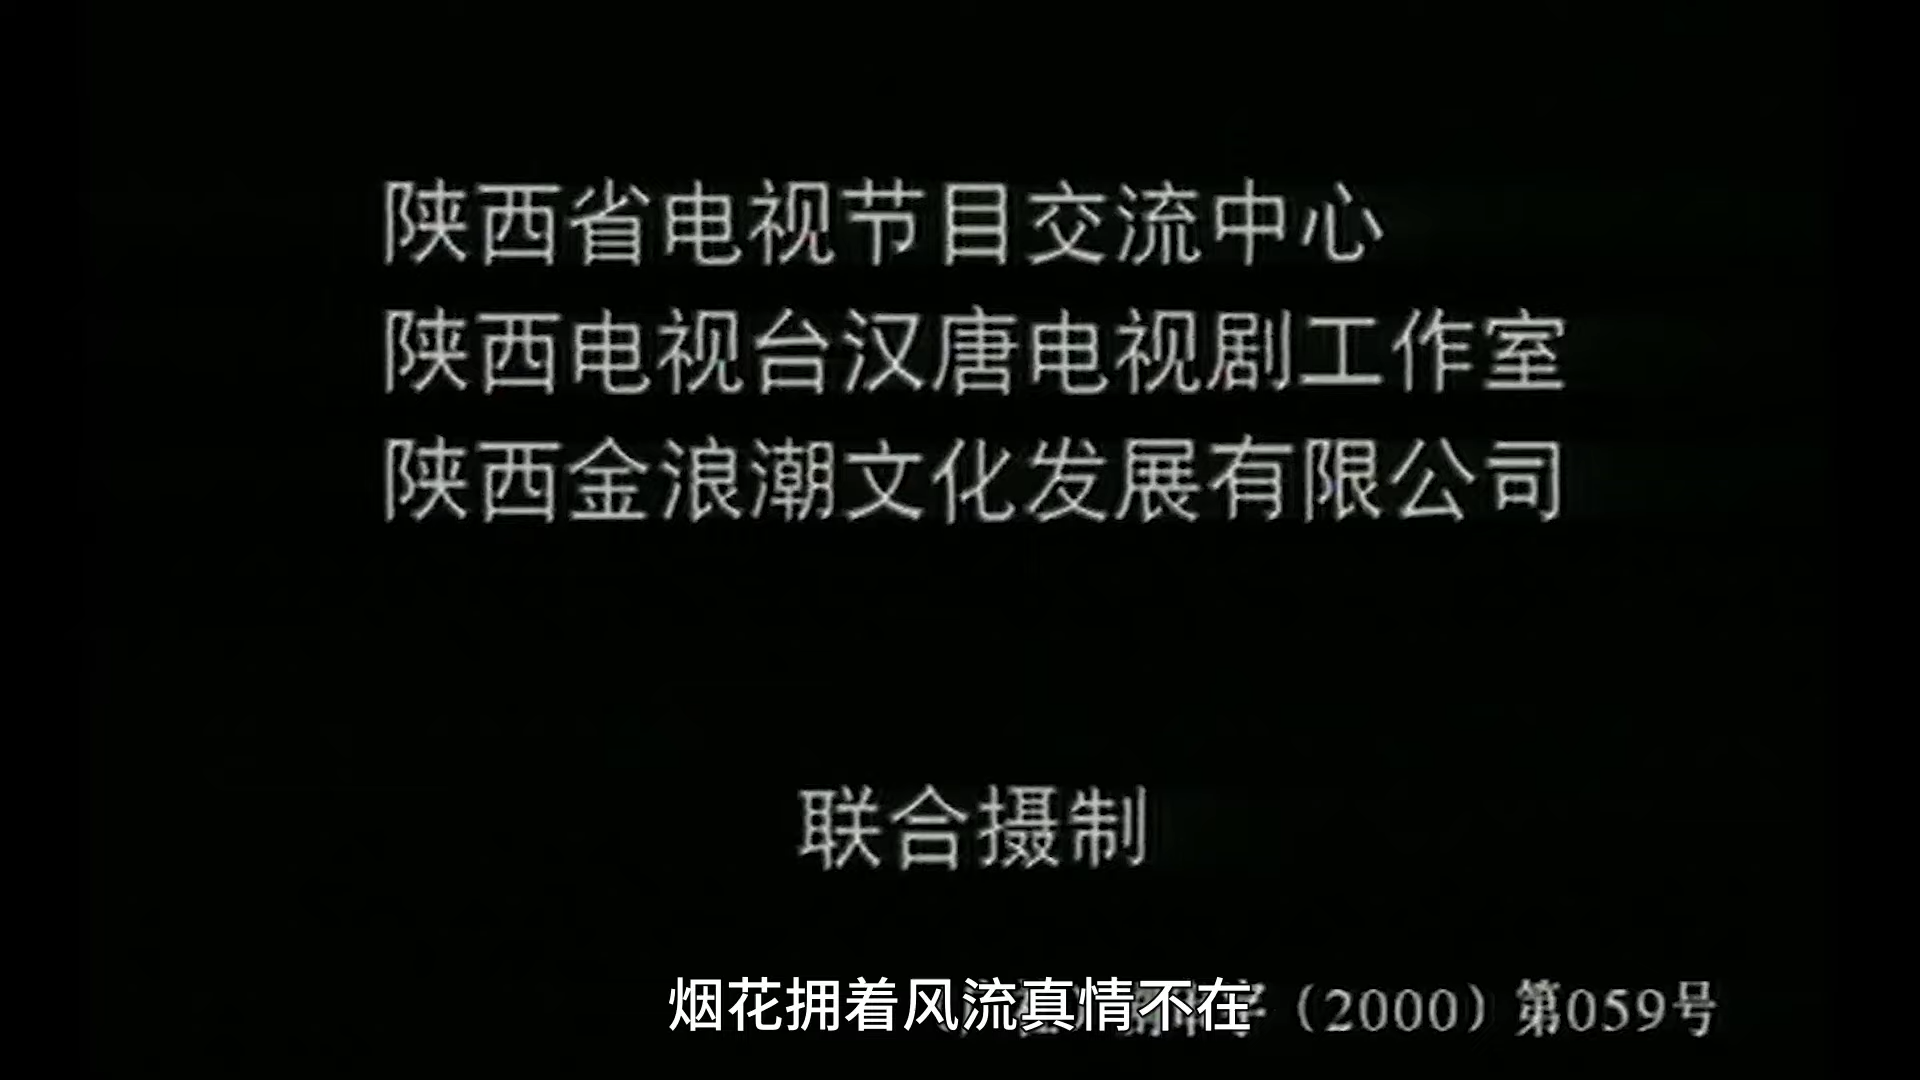 陕西省电视节目交流中心
陕西电视台汉唐电视剧工作室
陕西金浪潮文化发展有限公司
联合摄制
烟花拥着风流真情不在
字（2000）第059号